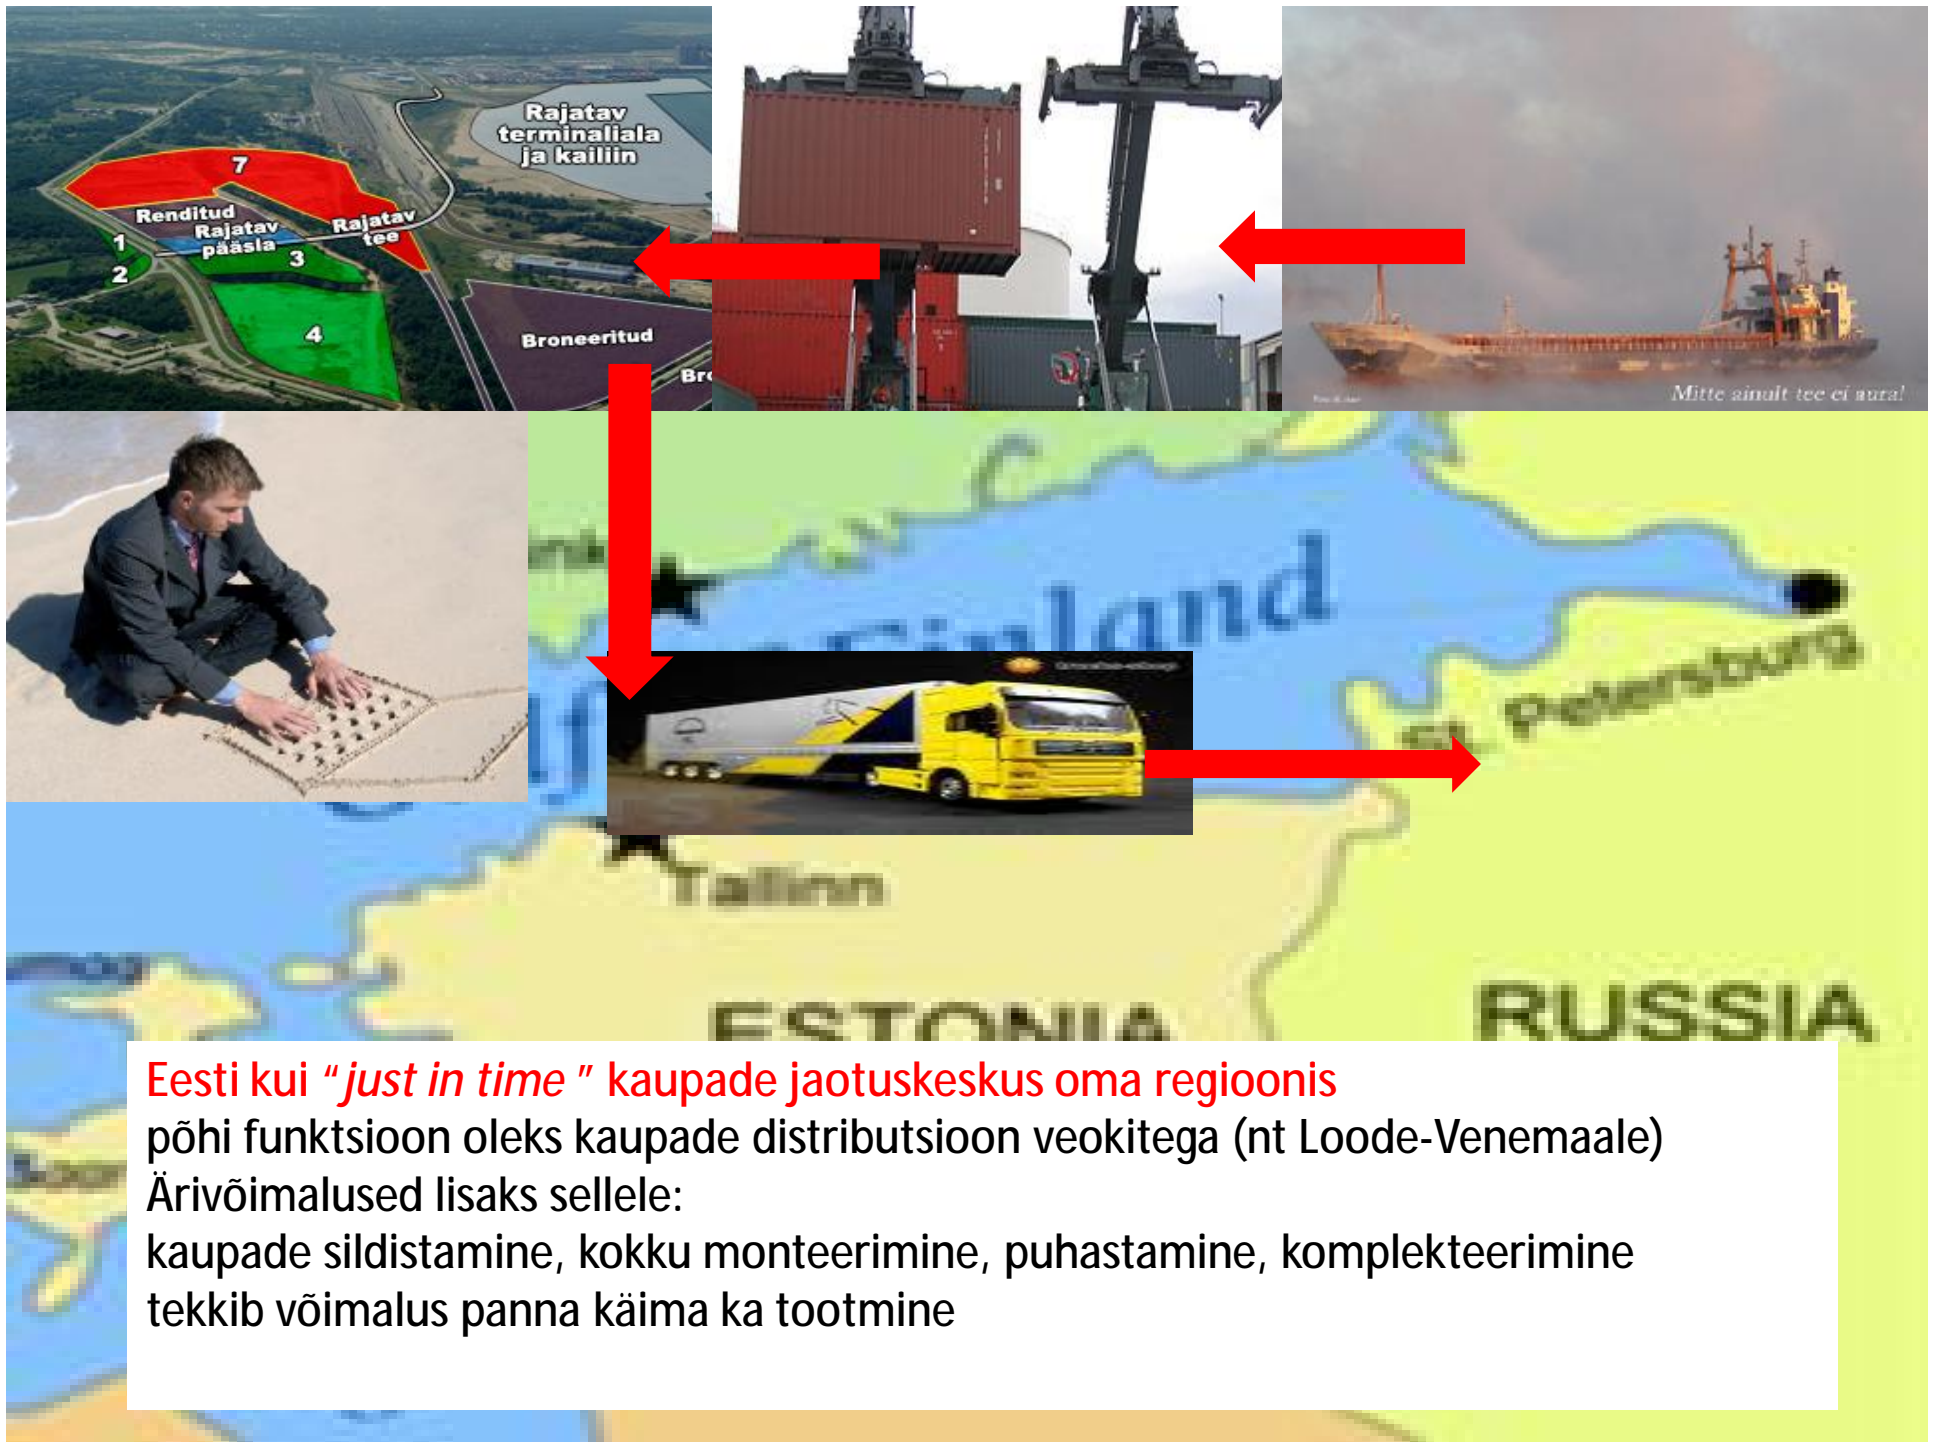 Rajatav
terminaliala
ja kailiin
7
Renditud
Rajatav
pääsla
Rajatav
tee
1
2
3
4
Broneeritud
Bro
Mitte ainult tee ei aura!
Finland
St. Petersburg
Tallinn
ESTONIA
RUSSIA
Eesti kui “just in time ” kaupade jaotuskeskus oma regioonis
põhi funktsioon oleks kaupade distributsioon veokitega (nt Loode-Venemaale)
Ärivõimalused lisaks sellele:
kaupade sildistamine, kokku monteerimine, puhastamine, komplekteerimine
tekkib võimalus panna käima ka tootmine